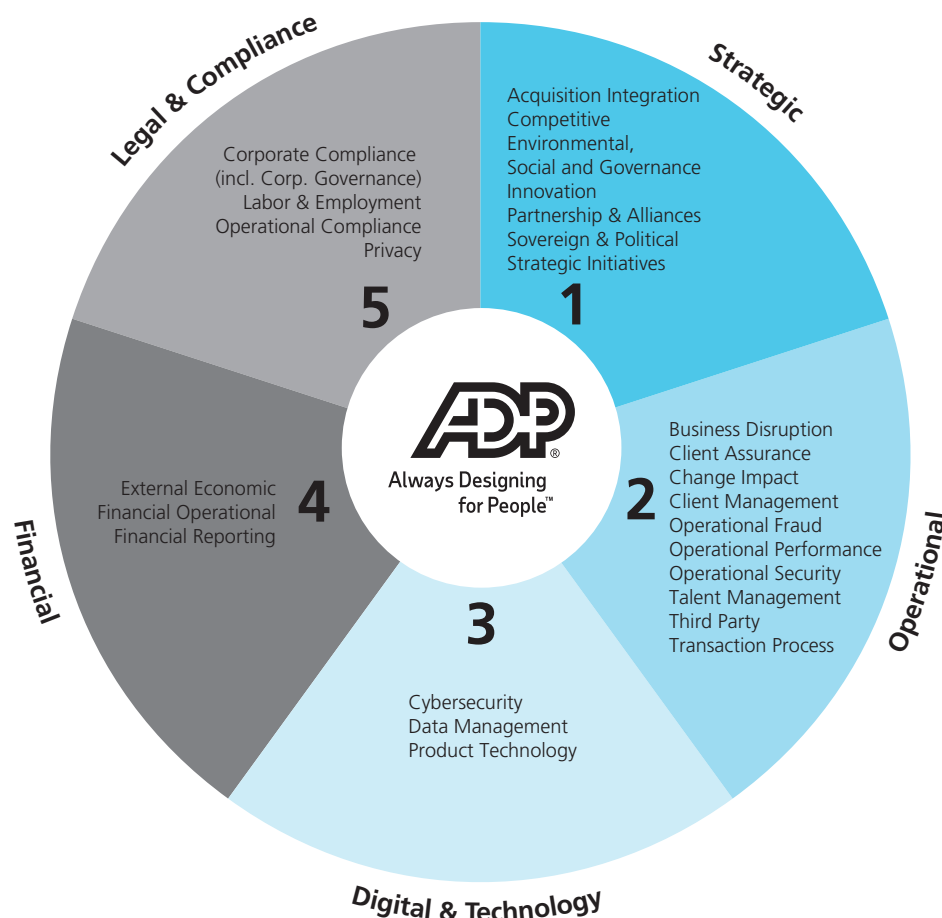 Strategic
Acquisition Integration
Competitive
Environmental,
Social and Governance
Innovation
Partnership & Alliances
Sovereign & Political
Strategic Initiatives
1
Operational
Business Disruption
Client Assurance
Change Impact
Client Management
Operational Fraud
Operational Performance
Operational Security
Talent Management
Third Party
Transaction Process
2
Digital & Technology
3
Cybersecurity
Data Management
Product Technology
Financial
External Economic
Financial Operational
Financial Reporting
4
Legal & Compliance
Corporate Compliance
(incl. Corp. Governance)
Labor & Employment
Operational Compliance
Privacy
5
ADP®
Always Designing
for People™